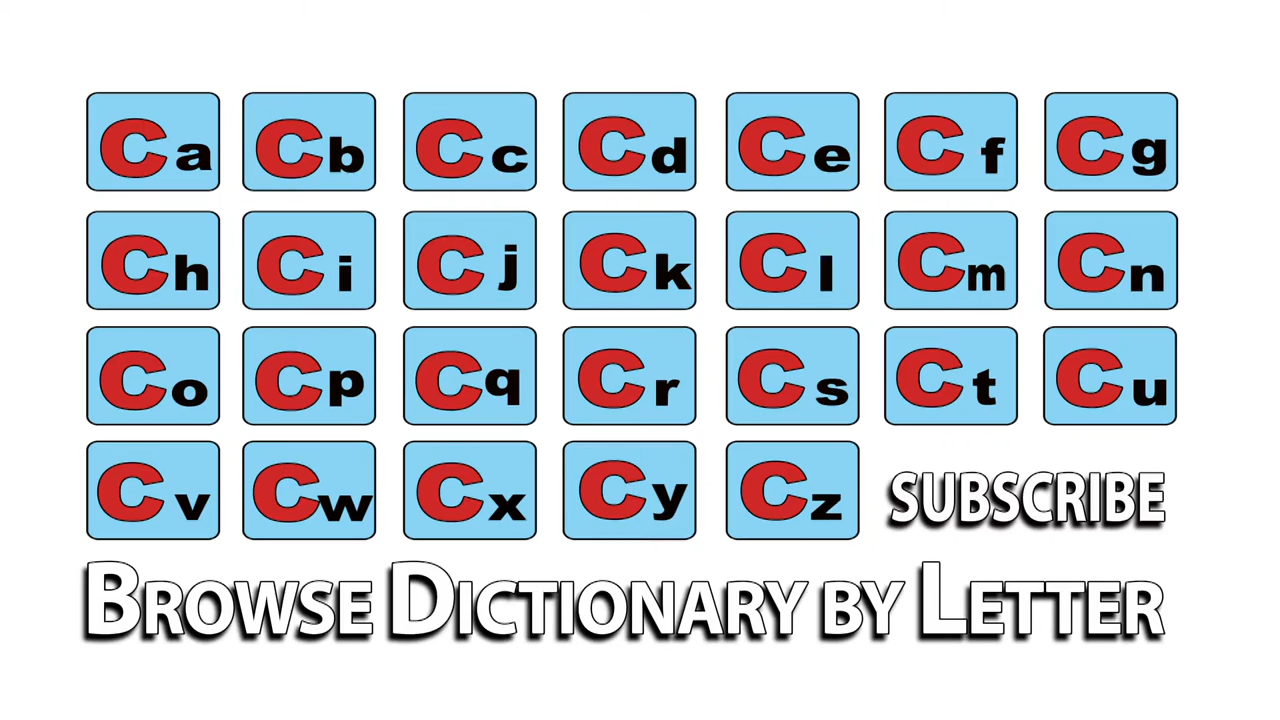 Ca Cb Cc Cd Ce Cf Cg
Ch Ci Cj Ck Cl Cm Cn
Co Cp Cq Cr Cs Ct Cu
Cv Cw Cx Cy Cz SUBSCRIBE
BROWSE DICTIONARY BY LETTER